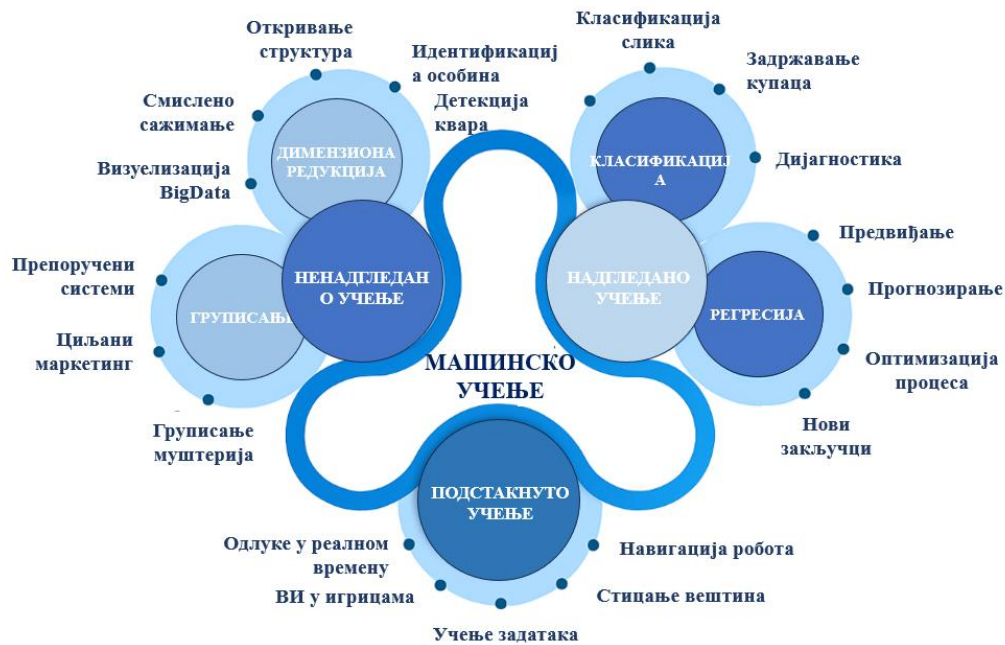 Откривање
структура
Идентификациј
а особина
Детекција
квара
Смислено
сажимање
Визуелизација
BigData
ДИМЕНЗИОНА
РЕДУКЦИЈА
Класификација
слика
Задржавање
купаца
Дијагностика
КЛАСИФИКАЦИЈ
А
Препоручени
системи
Циљани
маркетинг
Груписање
муштерија
ГРУПИСАЊЕ
НЕНАДГЛЕДАН
О УЧЕЊЕ
НАДГЛЕДАНО
УЧЕЊЕ
РЕГРЕСИЈА
Предвиђање
Прогнозирање
Оптимизација
процеса
Нови
закључци
МАШИНСКО
УЧЕЊЕ
ПОДСТАКНУТО
УЧЕЊЕ
Одлуке у реалном
времену
ВИ у игрицама
Учење задатака
Стицање вештина
Навигација робота